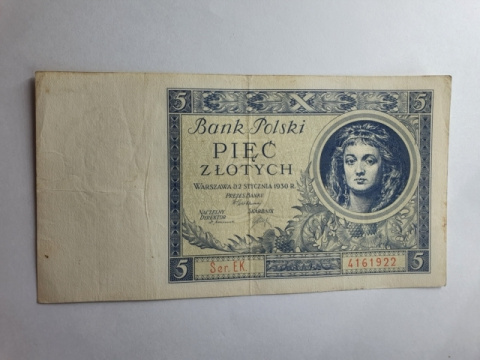 5 5
Bank Polski
PIĘĆ
ZŁOTYCH
WARSZAWA D.2 STYCZNIA 1930 R.
PREZES BANKU
NACZELNY SKARBNIK
DYREKTOR
5 Ser. EK. 4161922 5